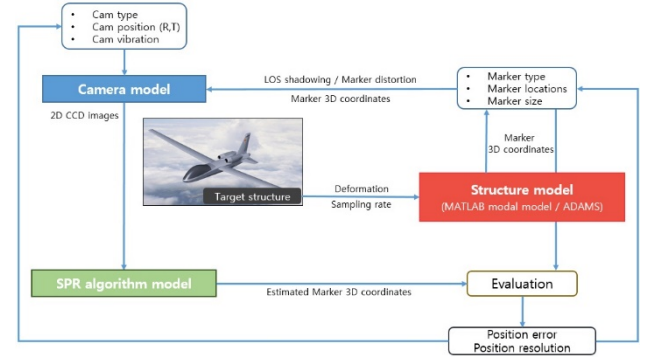 • Cam type
• Cam position (R,T)
• Cam vibration
Camera model
LOS shadowing / Marker distortion
Marker 3D coordinates
• Marker type
• Marker locations
• Marker size
2D CCD images
Marker
3D coordinates
Target structure
Deformation
Sampling rate
Structure model
(MATLAB modal model / ADAMS)
SPR algorithm model
Estimated Marker 3D coordinates
Evaluation
Position error
Position resolution